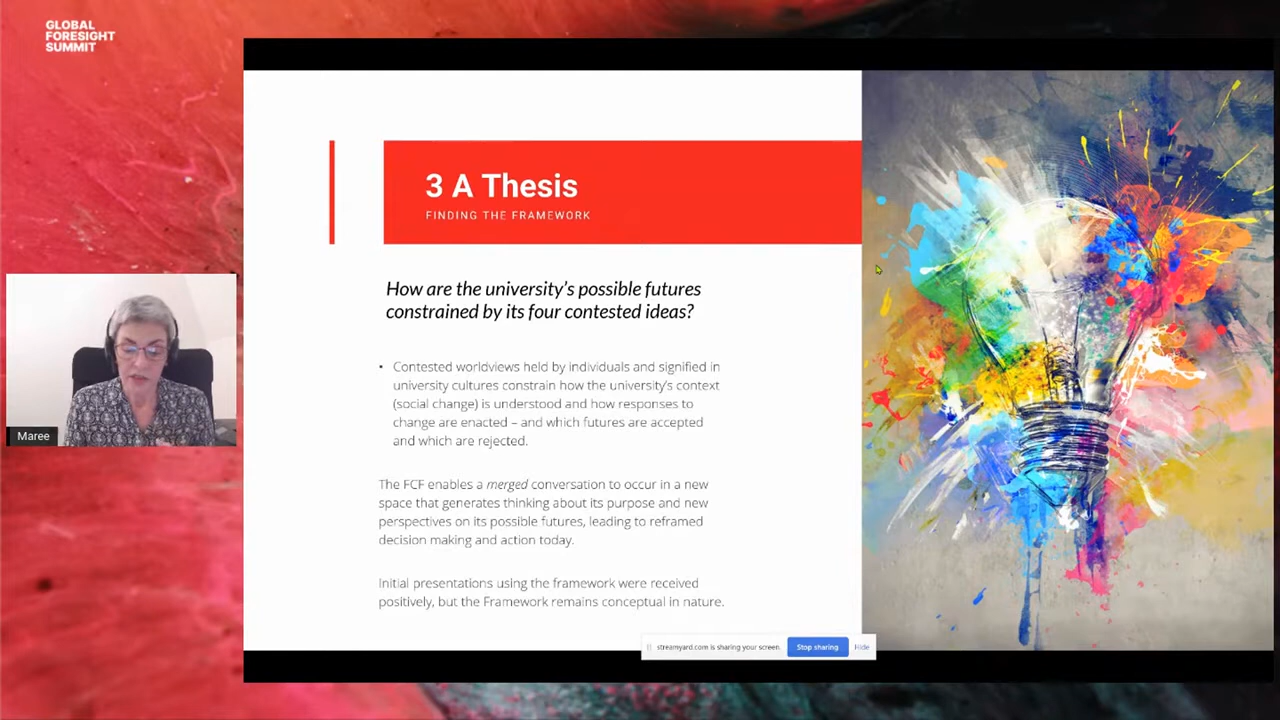 GLOBAL
FORESIGHT
SUMMIT
3 A Thesis
FINDING THE FRAMEWORK
How are the university's possible futures
constrained by its four contested ideas?
• Contested worldviews held by individuals and signified in
university cultures constrain how the university's context
(social change) is understood and how responses to
change are enacted – and which futures are accepted
and which are rejected.
The FCF enables a merged conversation to occur in a new
space that generates thinking about its purpose and new
perspectives on its possible futures, leading to reframed
decision making and action today.
Initial presentations using the framework were received
positively, but the Framework remains conceptual in nature.
Maree
streamyard.com is sharing your screen.
Stop sharing
Hide